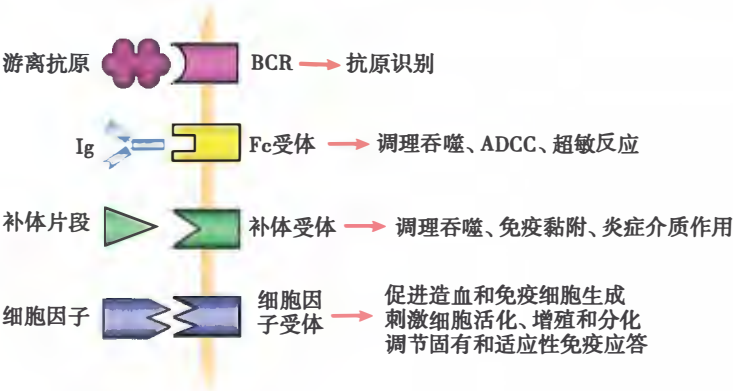 游离抗原 BCR 抗原识别
Ig Fc受体 调理吞噬、ADCC、超敏反应
补体片段 补体受体 调理吞噬、免疫黏附、炎症介质作用
细胞因子 细胞因
子受体
促进造血和免疫细胞生成
刺激细胞活化、增殖和分化
调节固有和适应性免疫应答